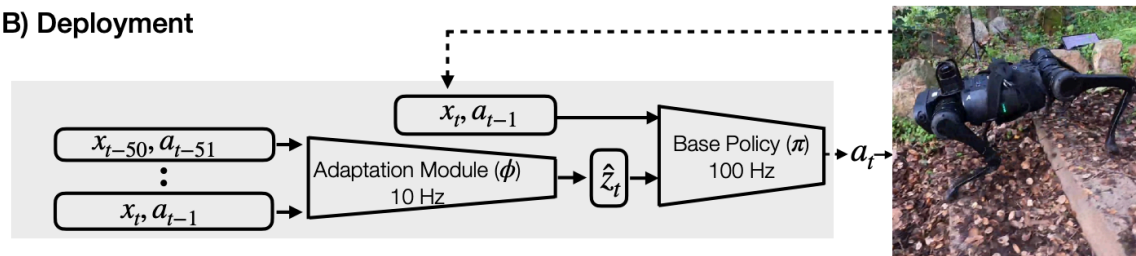 B) Deployment
x_t, a_{t−1}
x_{t−50}, a_{t−51}
⋮
x_t, a_{t−1}
Adaptation Module (ϕ)
10 Hz
ẑ_t
Base Policy (π)
100 Hz
a_t